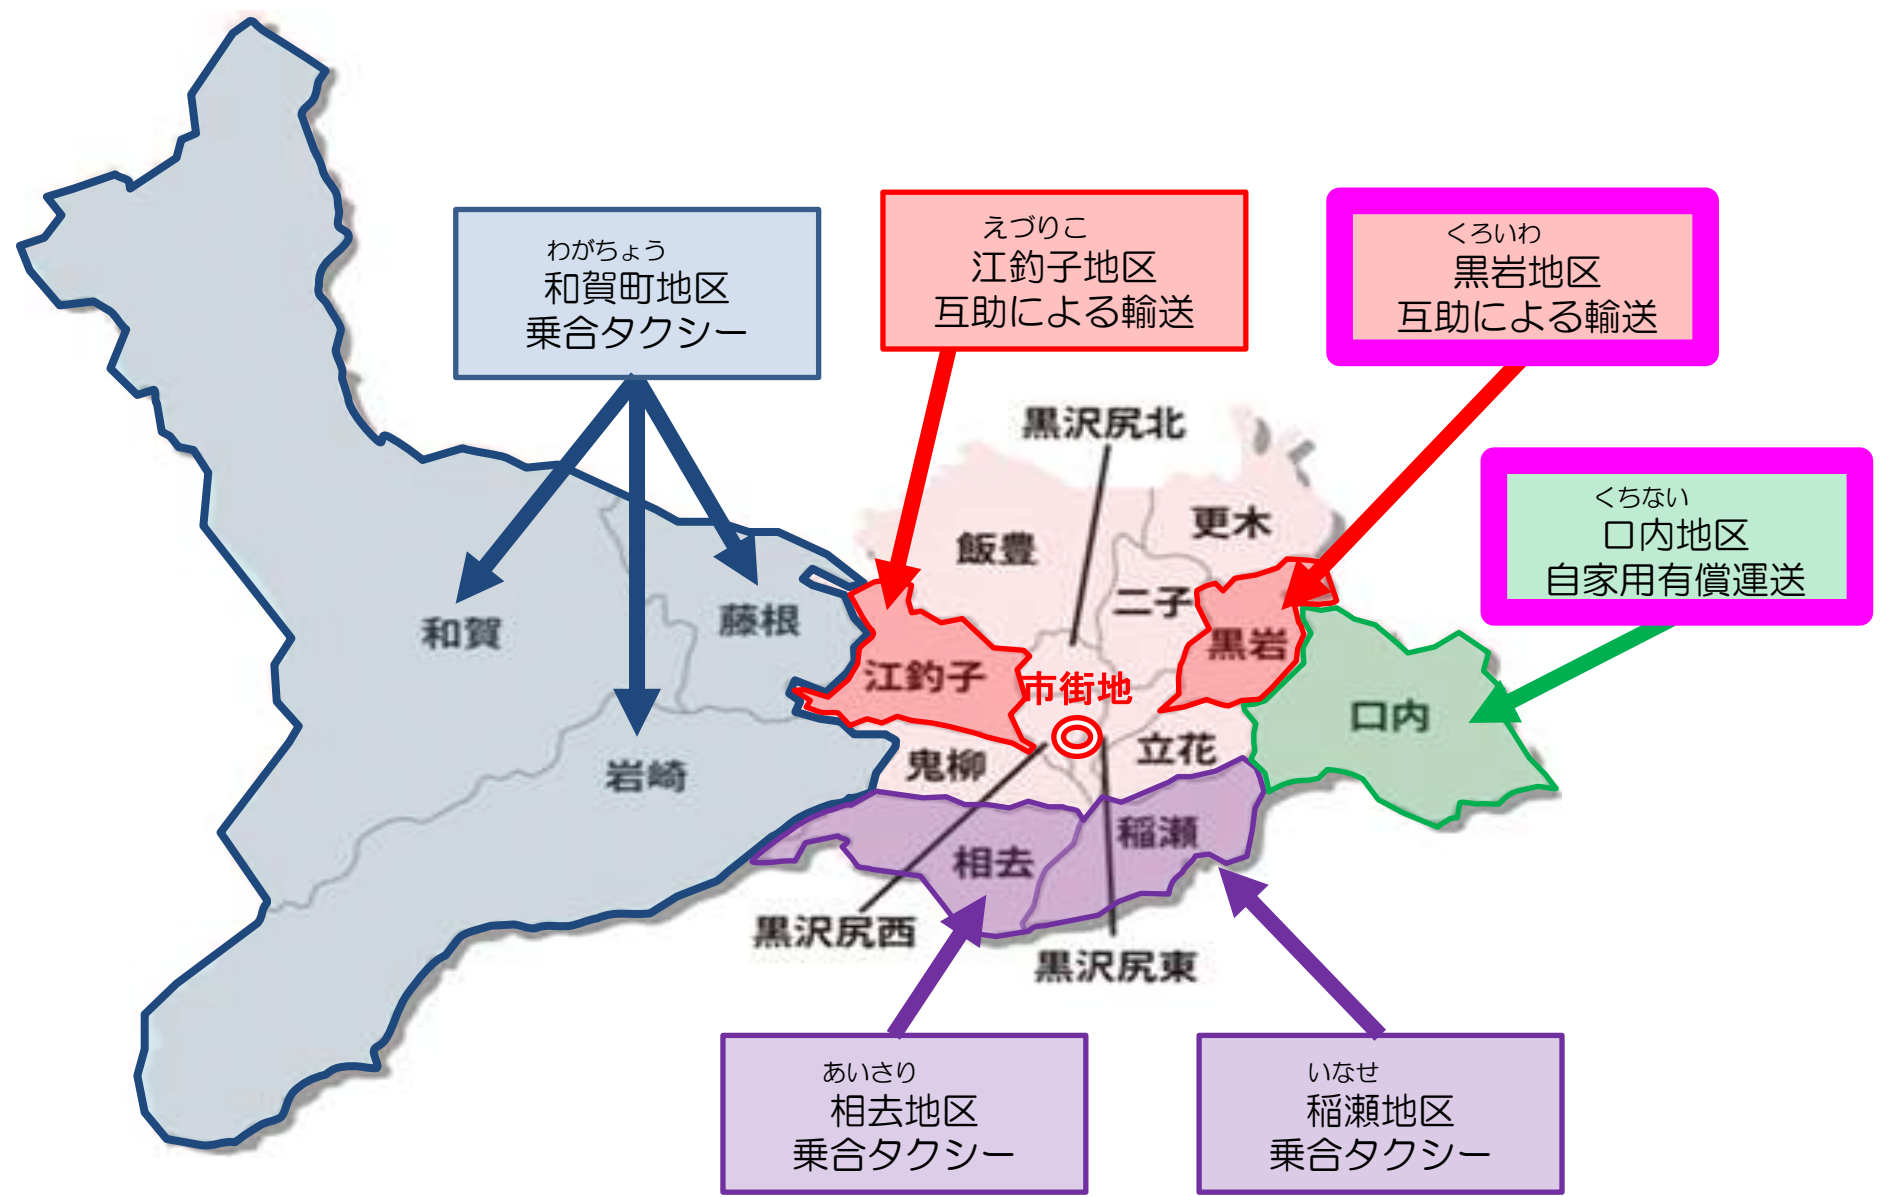 わがちょう
和賀町地区
乗合タクシー
えづりこ
江釣子地区
互助による輸送
くろいわ
黒岩地区
互助による輸送
くちない
口内地区
自家用有償運送
黒沢尻北
更木
飯豊
二子
和賀
藤根
江釣子
黒岩
市街地
口内
岩崎
鬼柳
立花
相去
稲瀬
黒沢尻西
黒沢尻東
あいさり
相去地区
乗合タクシー
いなせ
稲瀬地区
乗合タクシー